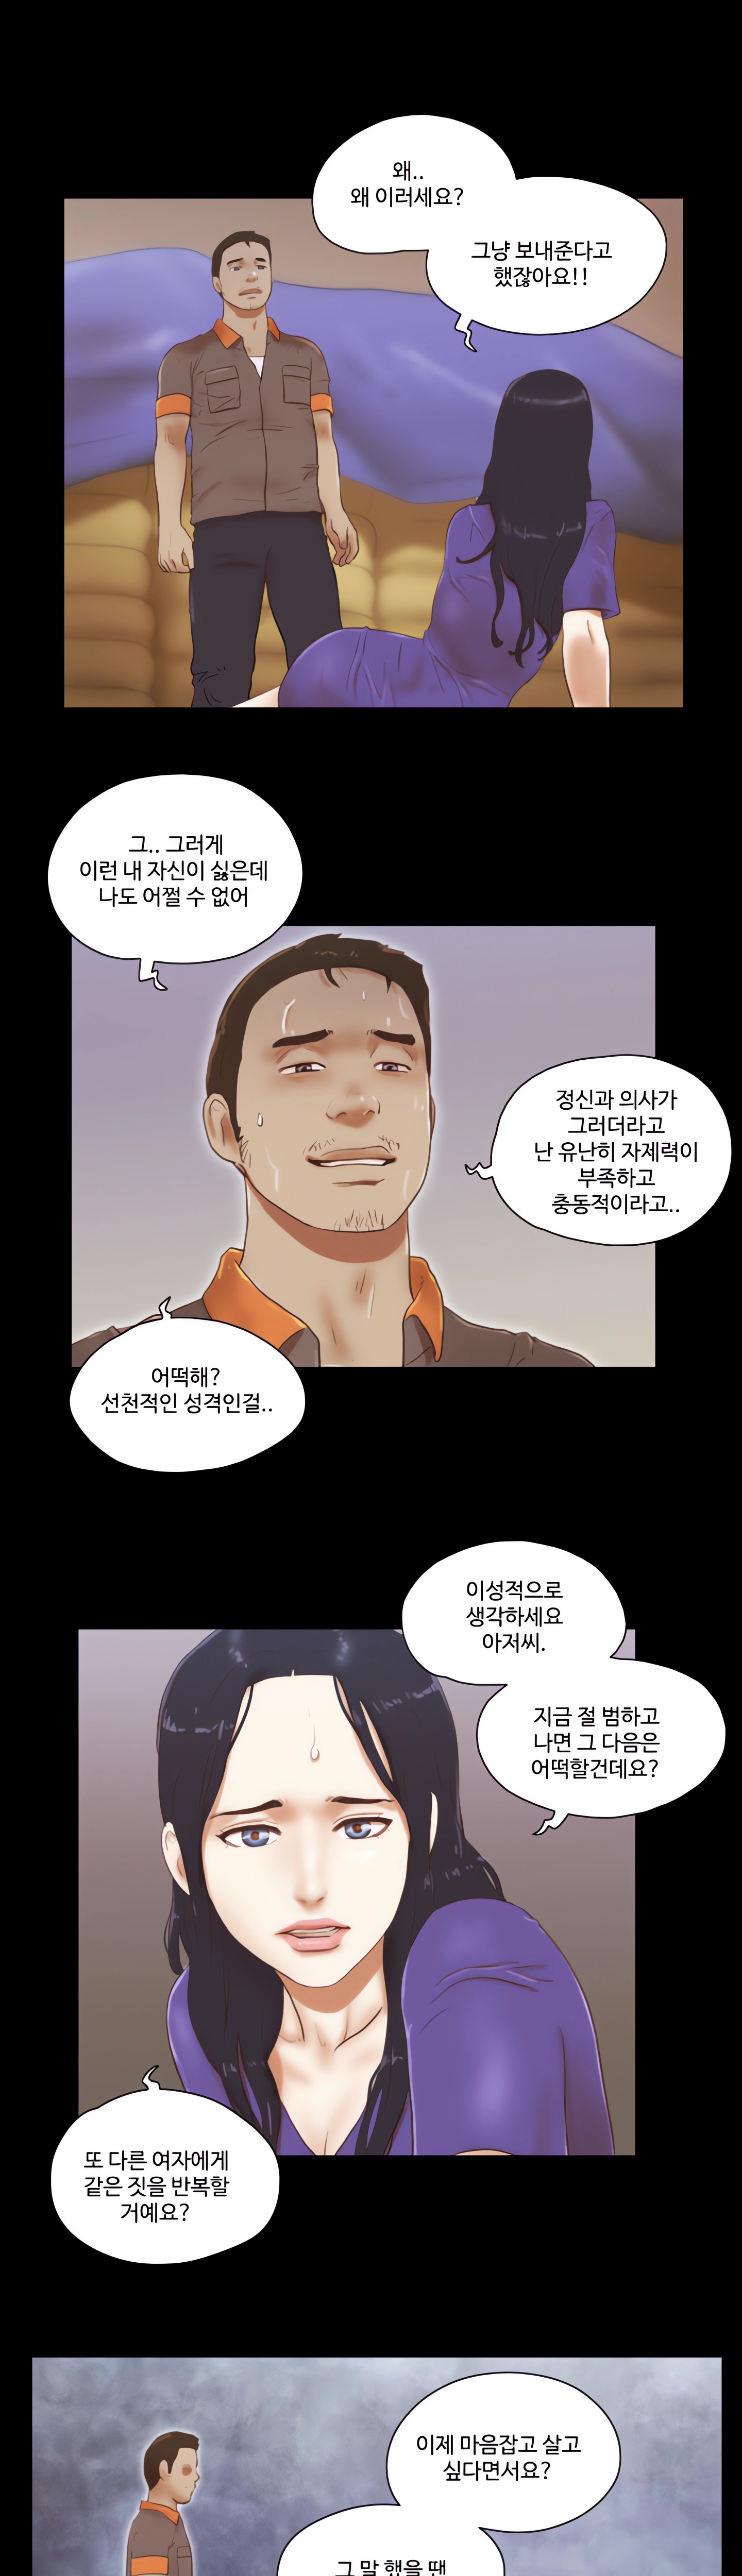 왜..
왜 이러세요?
그냥 보내준다고
했잖아요!!
그.. 그러게
이런 내 자신이 싫은데
나도 어쩔 수 없어
정신과 의사가
그러더라고
난 유난히 자제력이
부족하고
충동적이라고..
어떡해?
선천적인 성격인걸..
이성적으로
생각하세요
아저씨.
지금 절 범하고
나면 그 다음은
어떡할건데요?
또 다른 여자에게
같은 짓을 반복할
거예요?
이제 마음잡고 살고
싶다면서요?
그 말 했을 땐